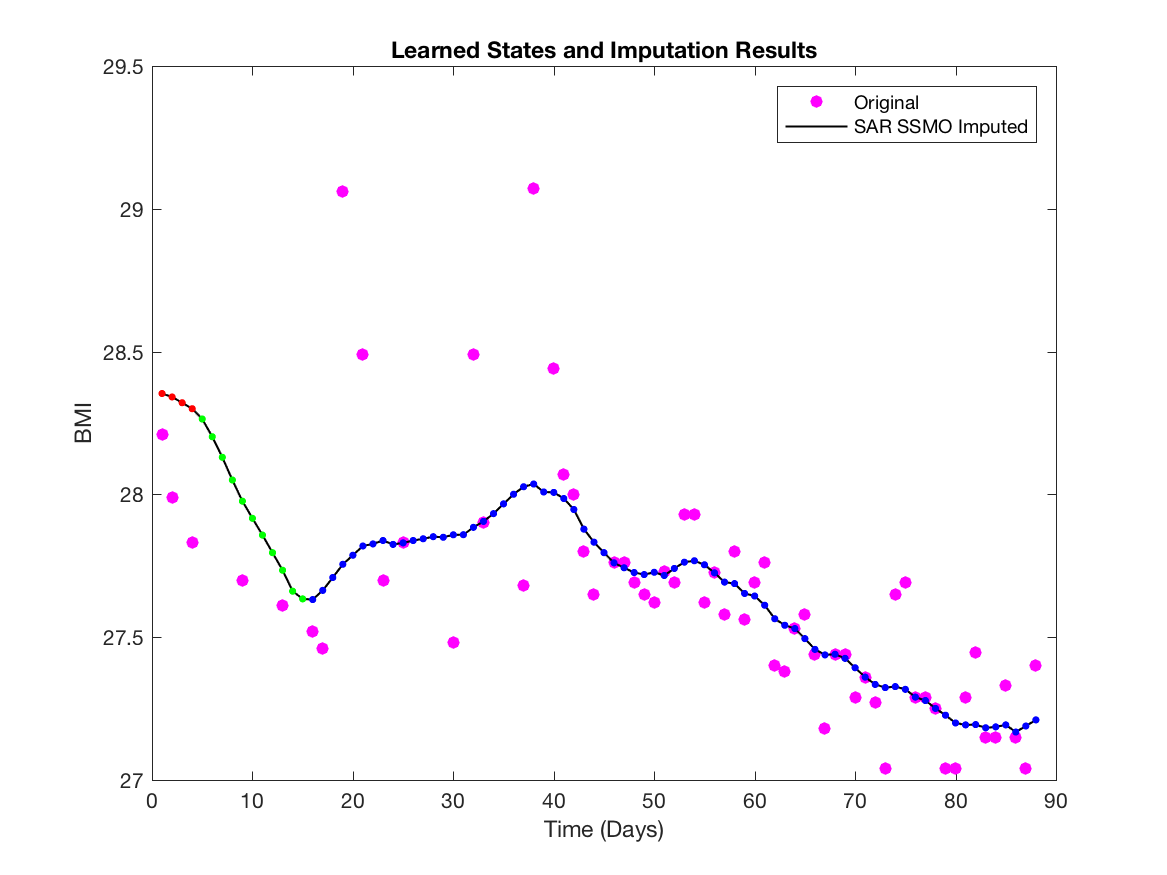 Learned States and Imputation Results
29.5
29
28.5
28
27.5
27
BMI
Original
SAR SSMO Imputed
0 10 20 30 40 50 60 70 80 90
Time (Days)